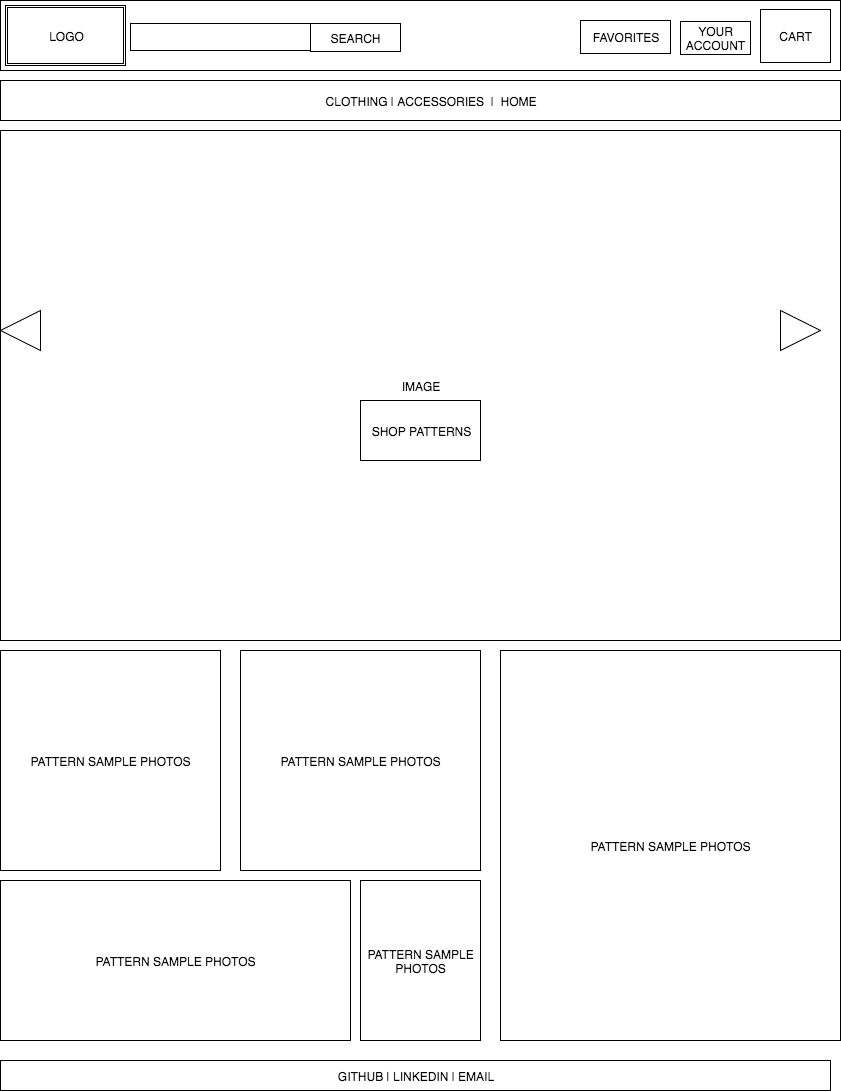 LOGO
SEARCH
FAVORITES
YOUR
ACCOUNT
CART
CLOTHING | ACCESSORIES | HOME
IMAGE
SHOP PATTERNS
PATTERN SAMPLE PHOTOS
PATTERN SAMPLE PHOTOS
PATTERN SAMPLE PHOTOS
PATTERN SAMPLE PHOTOS
PATTERN SAMPLE
PHOTOS
GITHUB | LINKEDIN | EMAIL